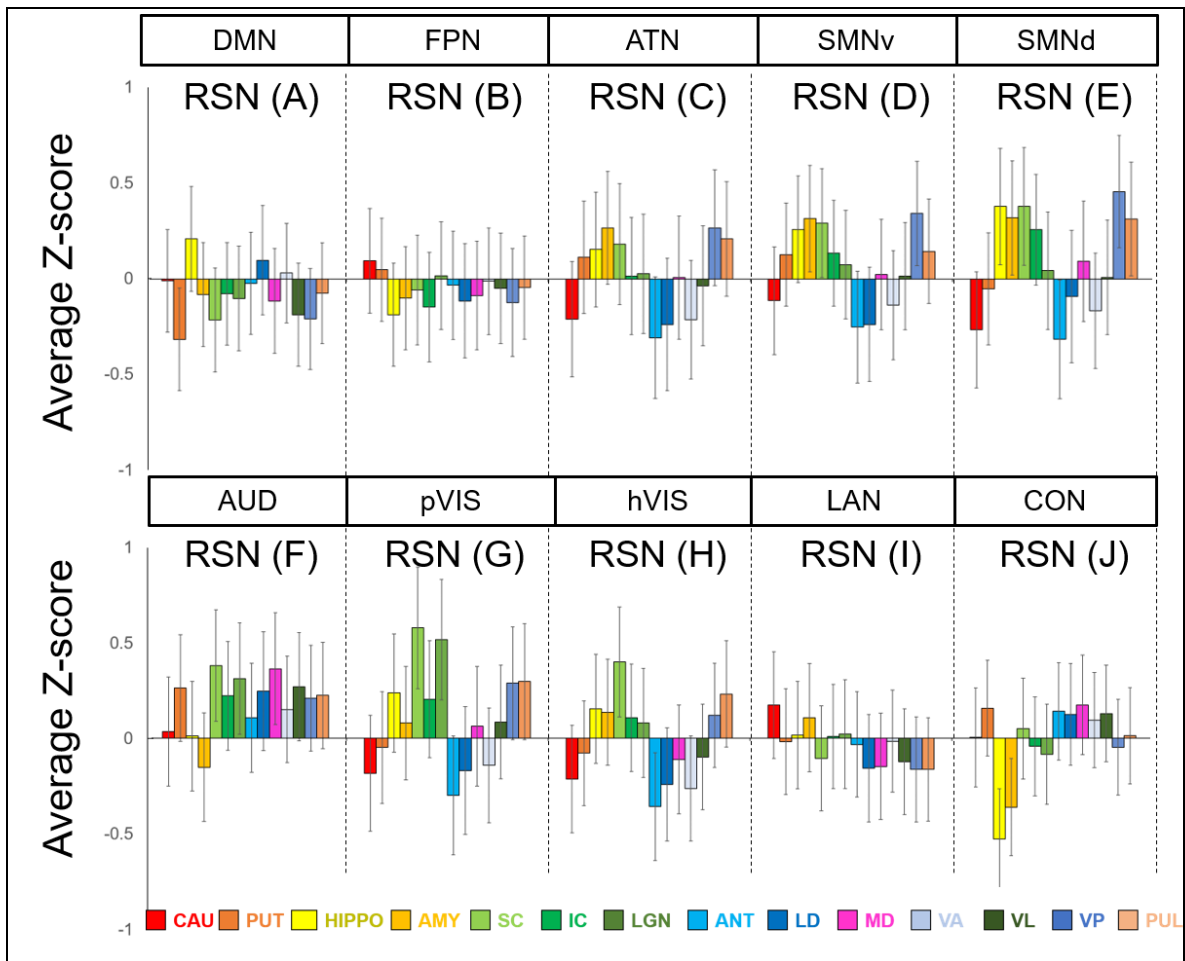 DMN FPN ATN SMNv SMNd
RSN (A) RSN (B) RSN (C) RSN (D) RSN (E)
Average Z-score
1
0.5
0
-0.5
-1
AUD pVIS hVIS LAN CON
RSN (F) RSN (G) RSN (H) RSN (I) RSN (J)
Average Z-score
1
0.5
0
-0.5
-1
CAU PUT HIPPO AMY SC IC LGN ANT LD MD VA VL VP PUL